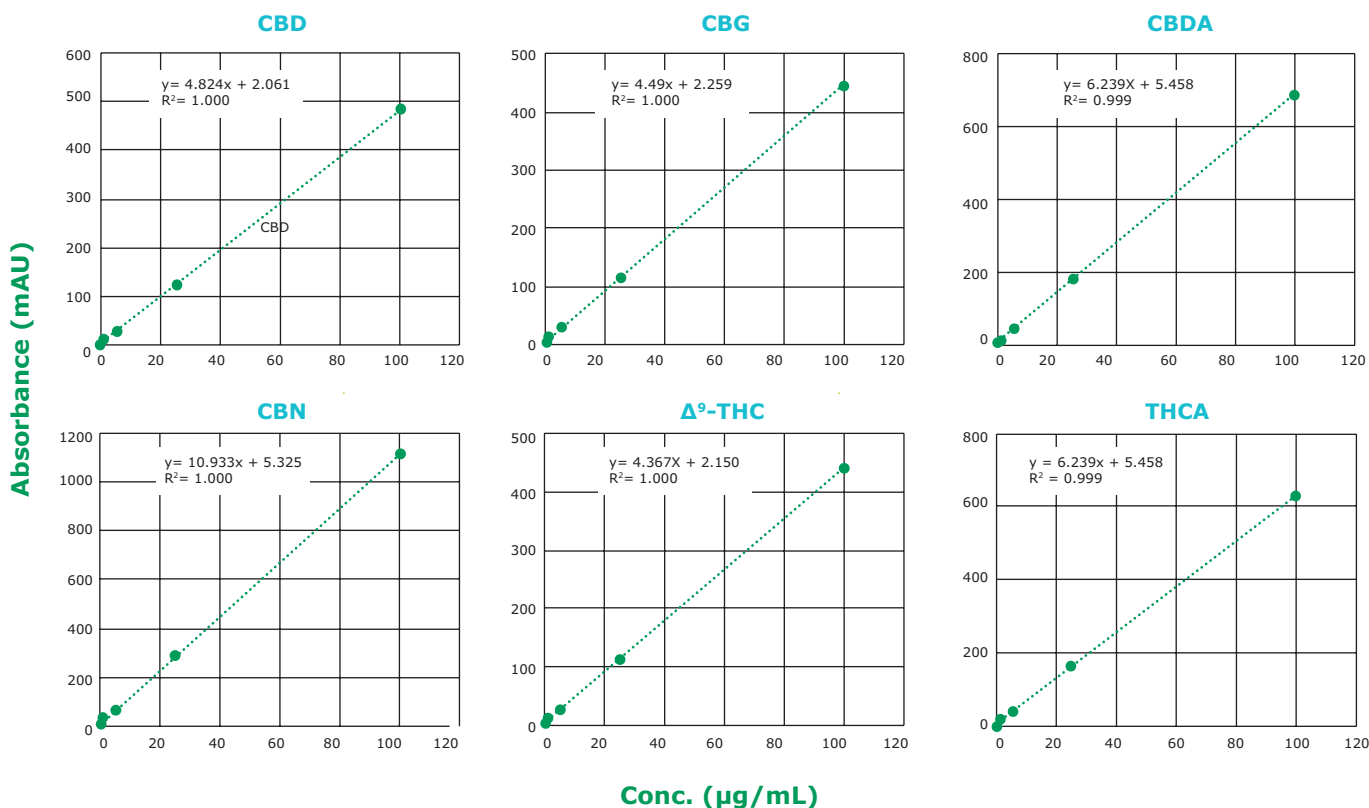 CBD
CBG
CBDA
600
500
400
300
200
100
0
y= 4.824x + 2.061
R²= 1.000
CBD
0 20 40 60 80 100 120
500
400
300
200
100
0
y= 4.49x + 2.259
R²= 1.000
0 20 40 60 80 100 120
800
600
400
200
0
y= 6.239X + 5.458
R²= 0.999
0 20 40 60 80 100 120
Absorbance (mAU)
CBN
Δ⁹-THC
THCA
1200
1000
800
600
400
200
0
y= 10.933x + 5.325
R²= 1.000
0 20 40 60 80 100 120
500
400
300
200
100
0
y= 4.367X + 2.150
R²= 1.000
0 20 40 60 80 100 120
800
600
400
200
0
y= 6.239x + 5.458
R² = 0.999
0 20 40 60 80 100 120
Conc. (µg/mL)